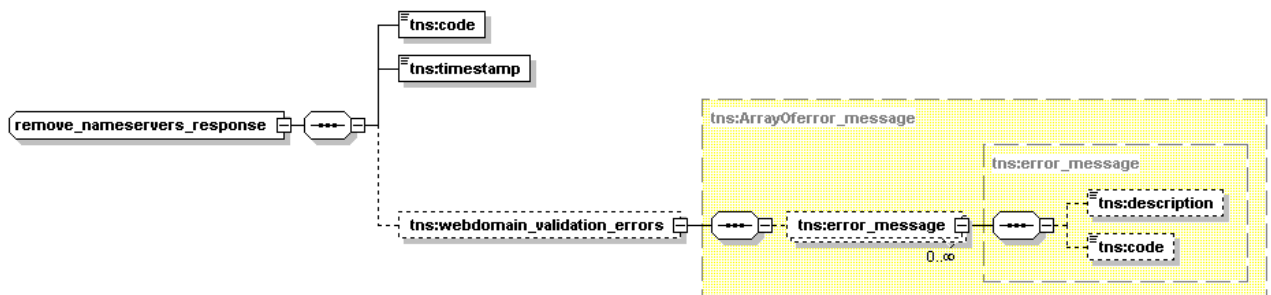 tns:code
tns:timestamp
remove_nameservers_response
tns:ArrayOferror_message
tns:error_message
tns:description
tns:webdomain_validation_errors
tns:error_message
0..∞
tns:code